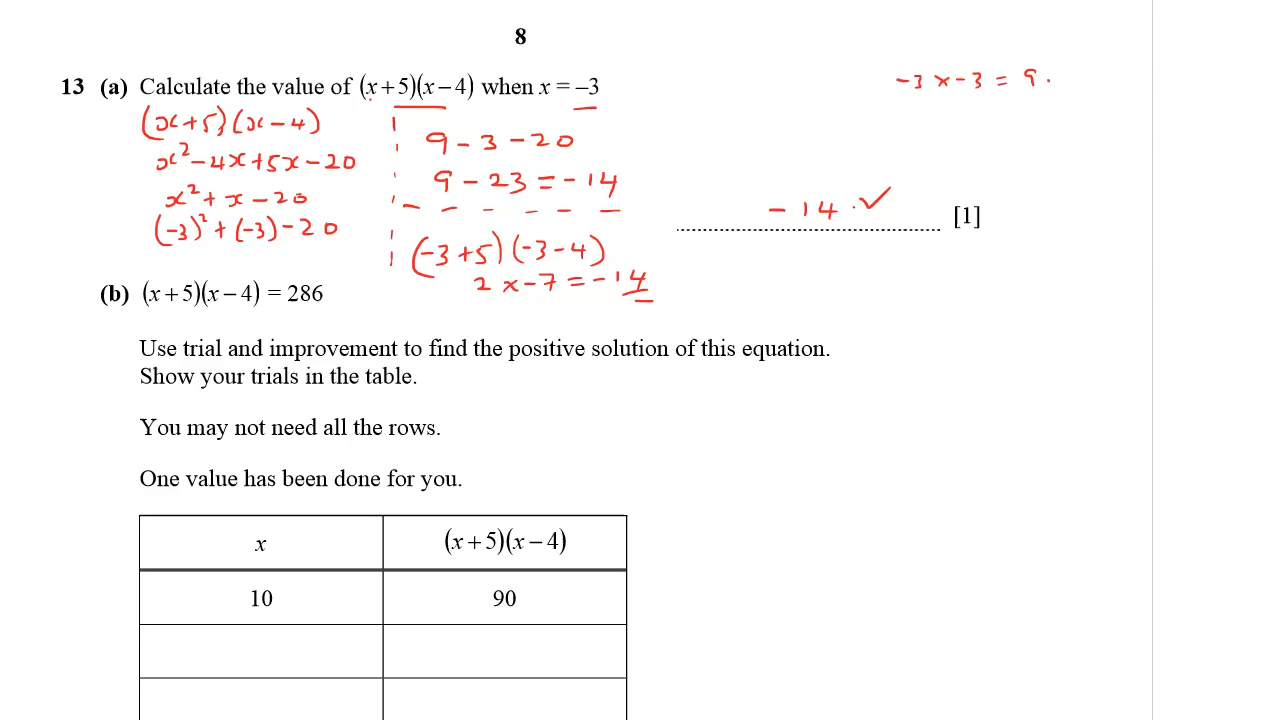 8
13 (a) Calculate the value of (x + 5)(x − 4) when x = −3
-3 x -3 = 9 .
(x+5)(x-4)
x² - 4x + 5x - 20
x² + x - 20
(-3)² + (-3) - 20
9 - 3 - 20
9 - 23 = -14
(-3+5)(-3-4)
2 x -7 = -14
-14 . ✓
[1]
(b) (x + 5)(x − 4) = 286
Use trial and improvement to find the positive solution of this equation.
Show your trials in the table.
You may not need all the rows.
One value has been done for you.
x (x + 5)(x − 4)
10 90